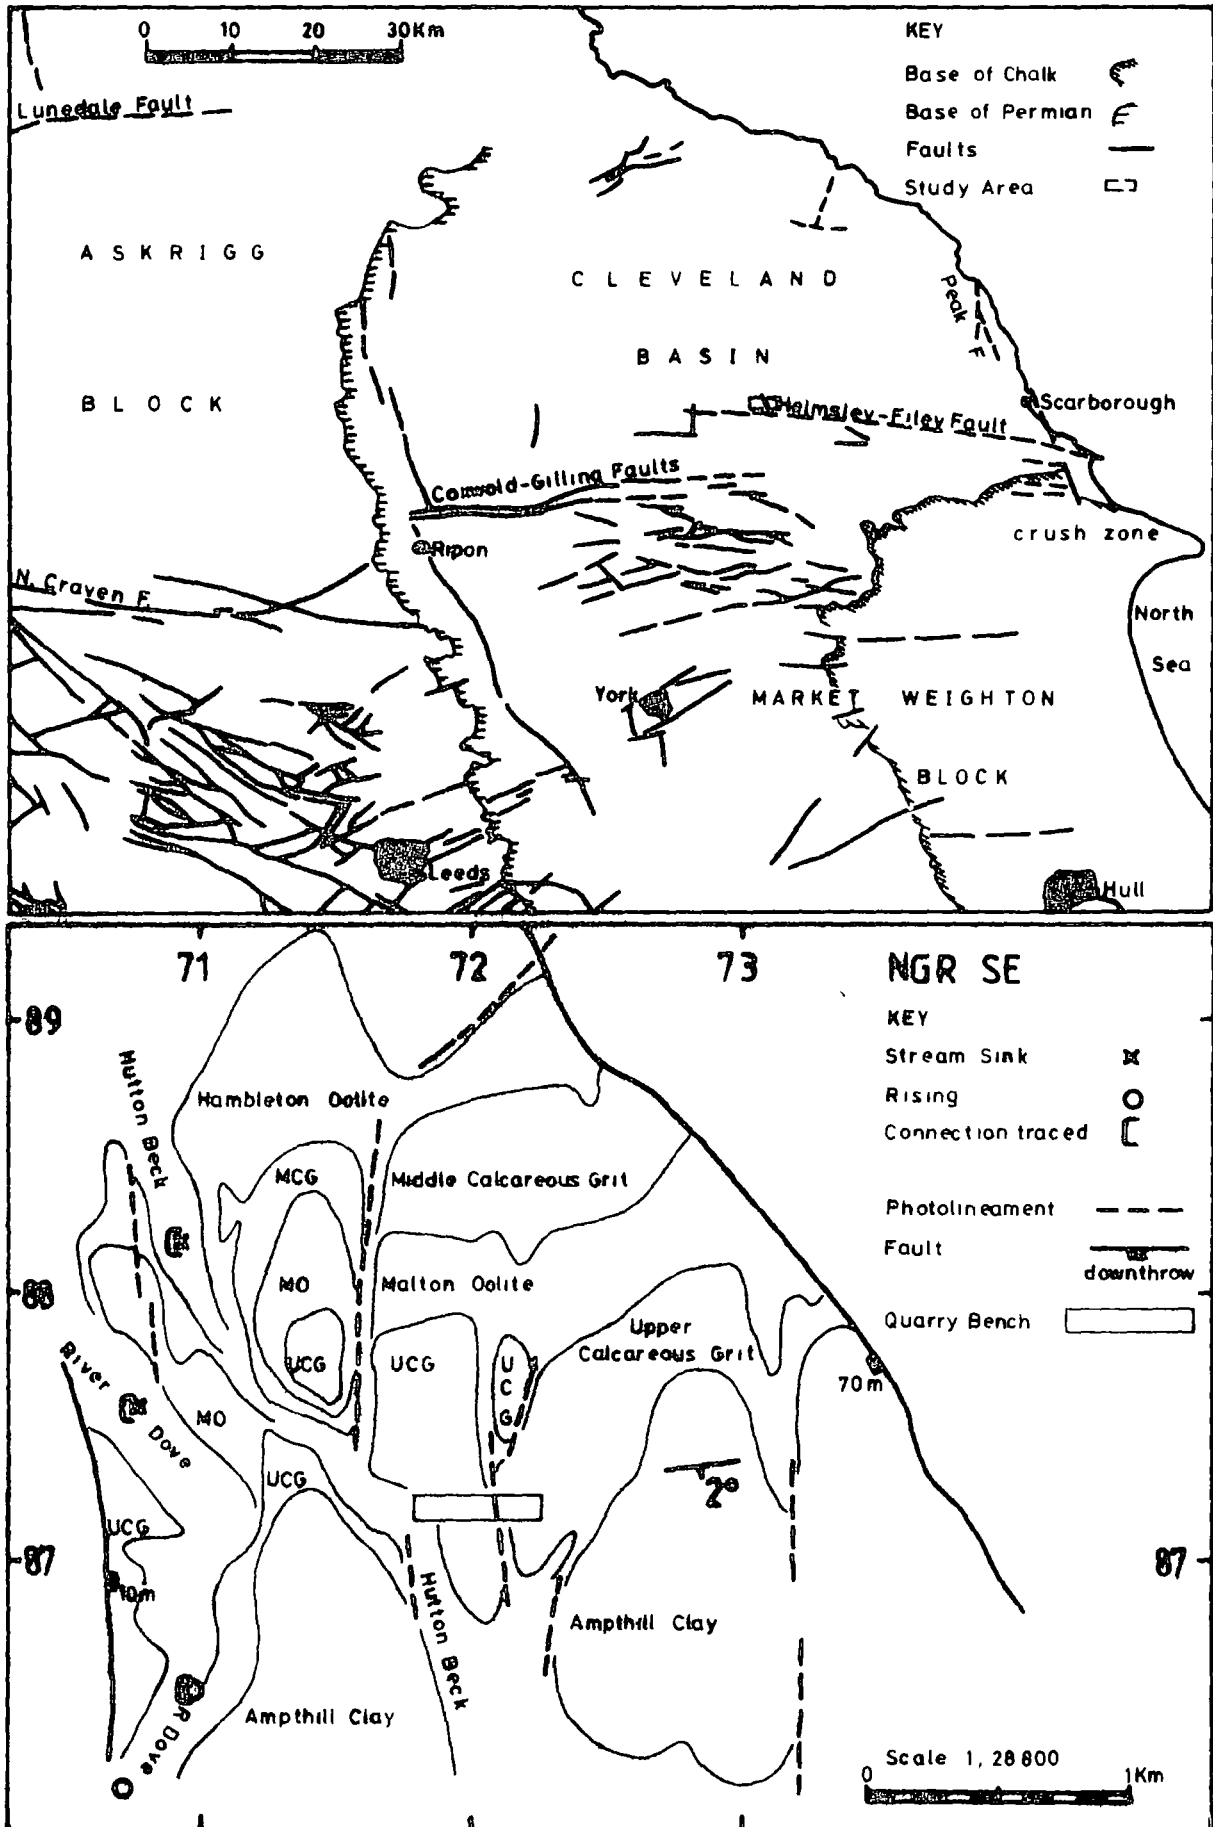 0 10 20 30Km
KEY
Base of Chalk
Base of Permian
Faults
Study Area
Lunedale Fault
ASKRIGG
BLOCK
CLEVELAND
BASIN
Peak F
Scarborough
Helmsley-Filey Fault
Coxwold-Gilling Faults
Ripon
crush zone
N. Craven F.
North
Sea
York
MARKET WEIGHTON
BLOCK
Leeds
Hull
71 72 73
NGR SE
89
KEY
Stream Sink
Rising
Connection traced
Photolineament
Fault
downthrow
Quarry Bench
Hutton Beck
Hambleton Oolite
MCG
Middle Calcareous Grit
88
MO
Malton Oolite
UCG
UCG
UCG
Upper
Calcareous Grit
70m
River Dove
MO
UCG
2°
UCG
87
87
10m
Hutton Beck
Ampthill Clay
Ampthill Clay
R Dove
Scale 1, 28 800
0 1Km